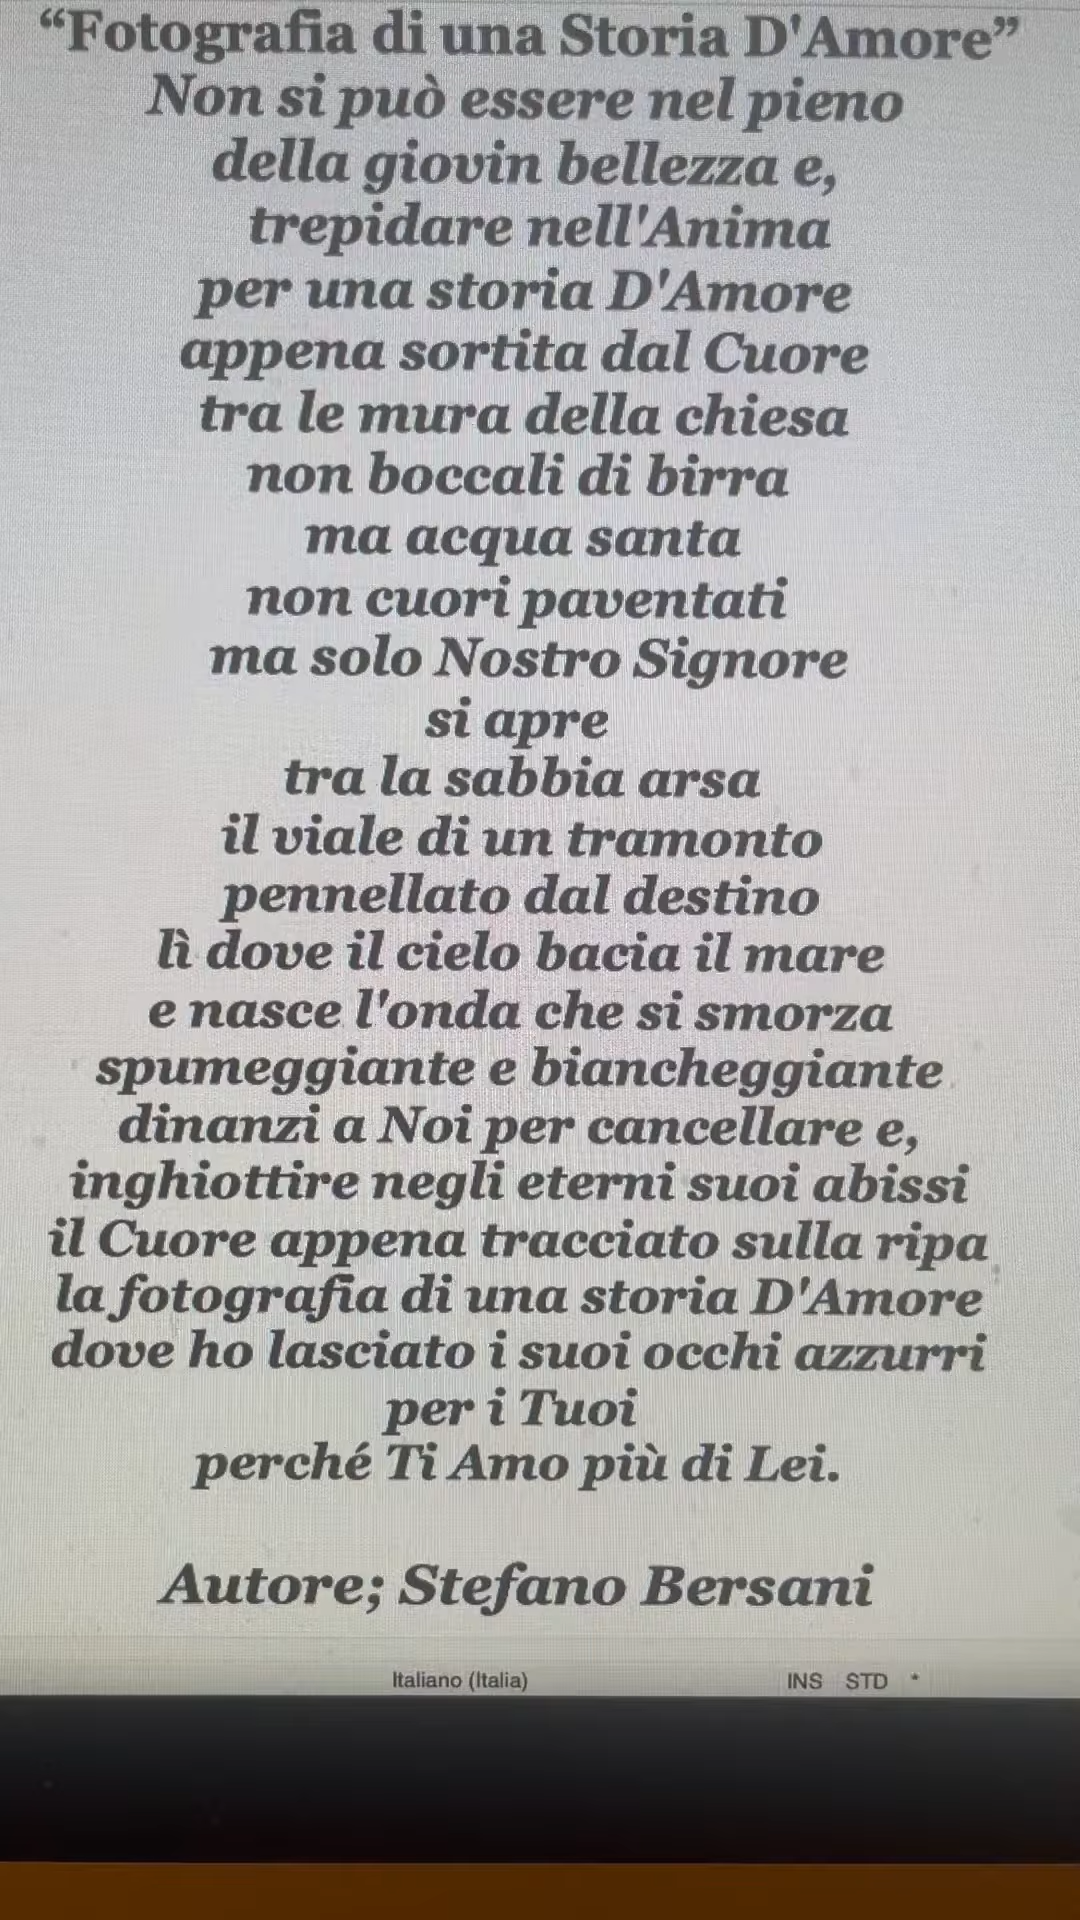 “Fotografia di una Storia D'Amore”
Non si può essere nel pieno
della giovin bellezza e,
trepidare nell'Anima
per una storia D'Amore
appena sortita dal Cuore
tra le mura della chiesa
non boccali di birra
ma acqua santa
non cuori paventati
ma solo Nostro Signore
si apre
tra la sabbia arsa
il viale di un tramonto
pennellato dal destino
lì dove il cielo bacia il mare
e nasce l'onda che si smorza
spumeggiante e biancheggiante
dinanzi a Noi per cancellare e,
inghiottire negli eterni suoi abissi
il Cuore appena tracciato sulla ripa
la fotografia di una storia D'Amore
dove ho lasciato i suoi occhi azzurri
per i Tuoi
perché Ti Amo più di Lei.
Autore; Stefano Bersani
Italiano (Italia) INS STD *